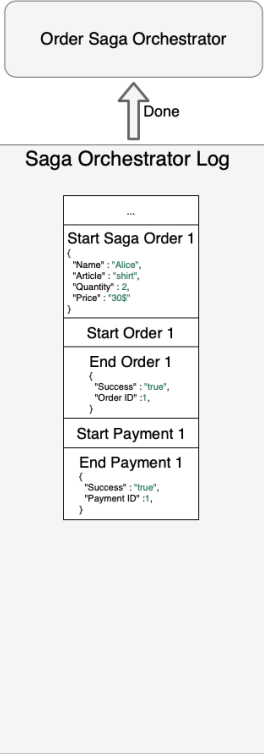 Order Saga Orchestrator
Done
Saga Orchestrator Log
...
Start Saga Order 1
{
"Name" : "Alice",
"Article" : "shirt",
"Quantity" : 2,
"Price" : "30$"
}
Start Order 1
End Order 1
{
"Success" : "true",
"Order ID" :1,
}
Start Payment 1
End Payment 1
{
"Success" : "true",
"Payment ID" :1,
}